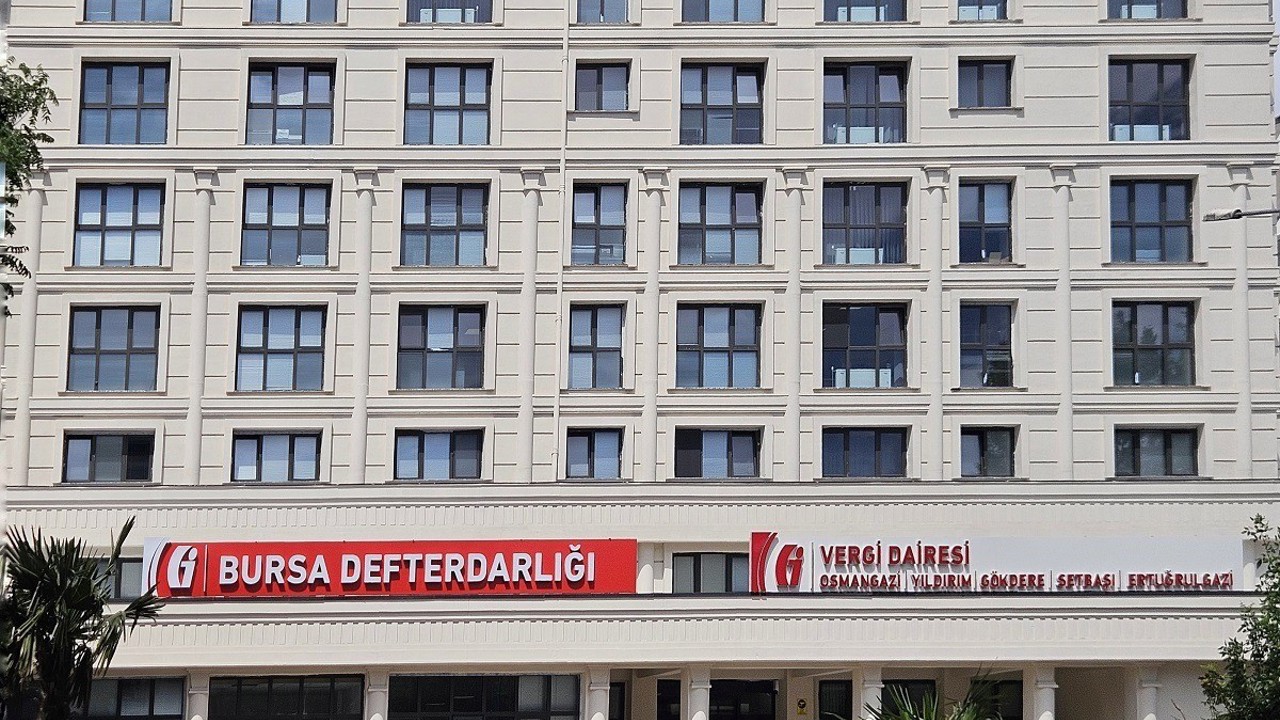 BURSA DEFTERDARLIĞI
VERGİ DAİRESİ
OSMANGAZİ | YILDIRIM | GÖKDERE | SETBAŞI | ERTUĞRULGAZİ